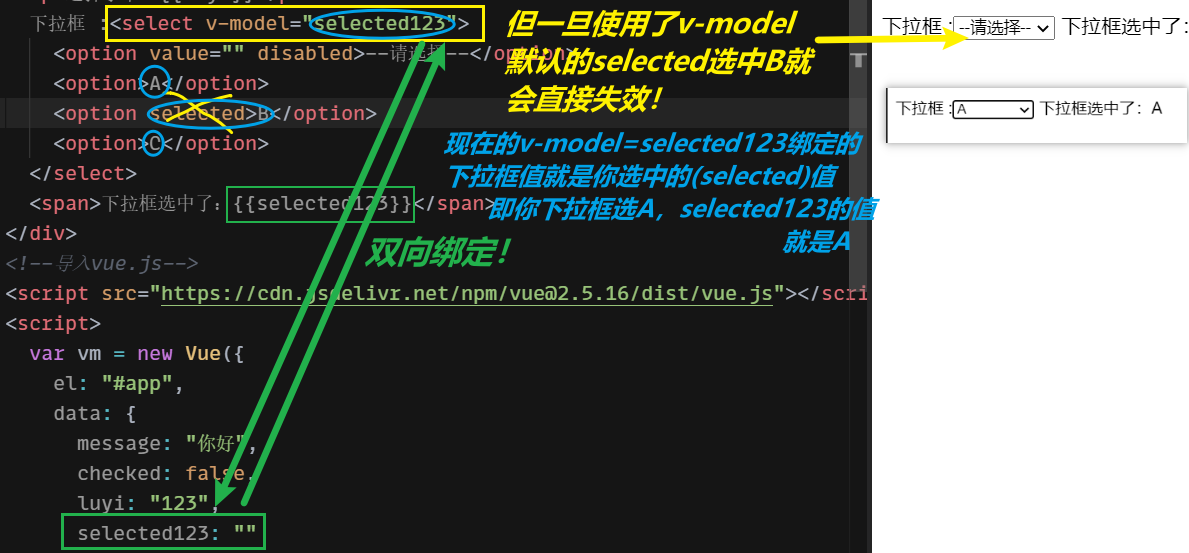 下拉框 :<select v-model="selected123">
<option value="" disabled>--请选择--</option>
<option>A</option>
<option selected>B</option>
<option>C</option>
</select>
<span>下拉框选中了: {{selected123}}</span>
</div>
<!--导入vue.js-->
<script src="https://cdn.jsdelivr.net/npm/vue@2.5.16/dist/vue.js"></scri
<script>
var vm = new Vue({
el: "#app",
data: {
message: "你好",
checked: false,
luyi: "123",
selected123: ""
但一旦使用了v-model
默认的selected选中B就
会直接失效！
现在的v-model=selected123绑定的
下拉框值就是你选中的(selected)值
即你下拉框选A，selected123的值
就是A
双向绑定！
下拉框 :--请选择-- 下拉框选中了:
下拉框 :A 下拉框选中了: A